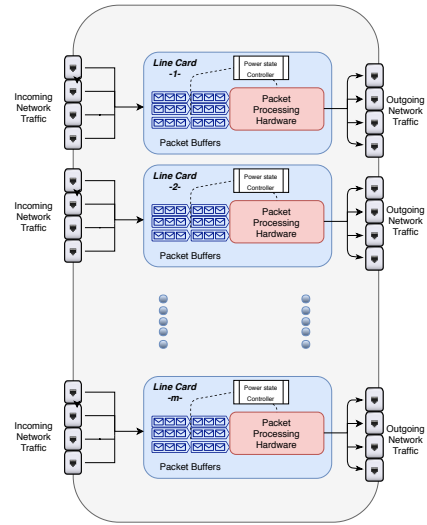 Line Card
-1-
Power state
Controller
Incoming
Network
Traffic
Packet
Processing
Hardware
Packet Buffers
Outgoing
Network
Traffic
Line Card
-2-
Power state
Controller
Incoming
Network
Traffic
Packet
Processing
Hardware
Packet Buffers
Outgoing
Network
Traffic
Line Card
-m-
Power state
Controller
Incoming
Network
Traffic
Packet
Processing
Hardware
Packet Buffers
Outgoing
Network
Traffic